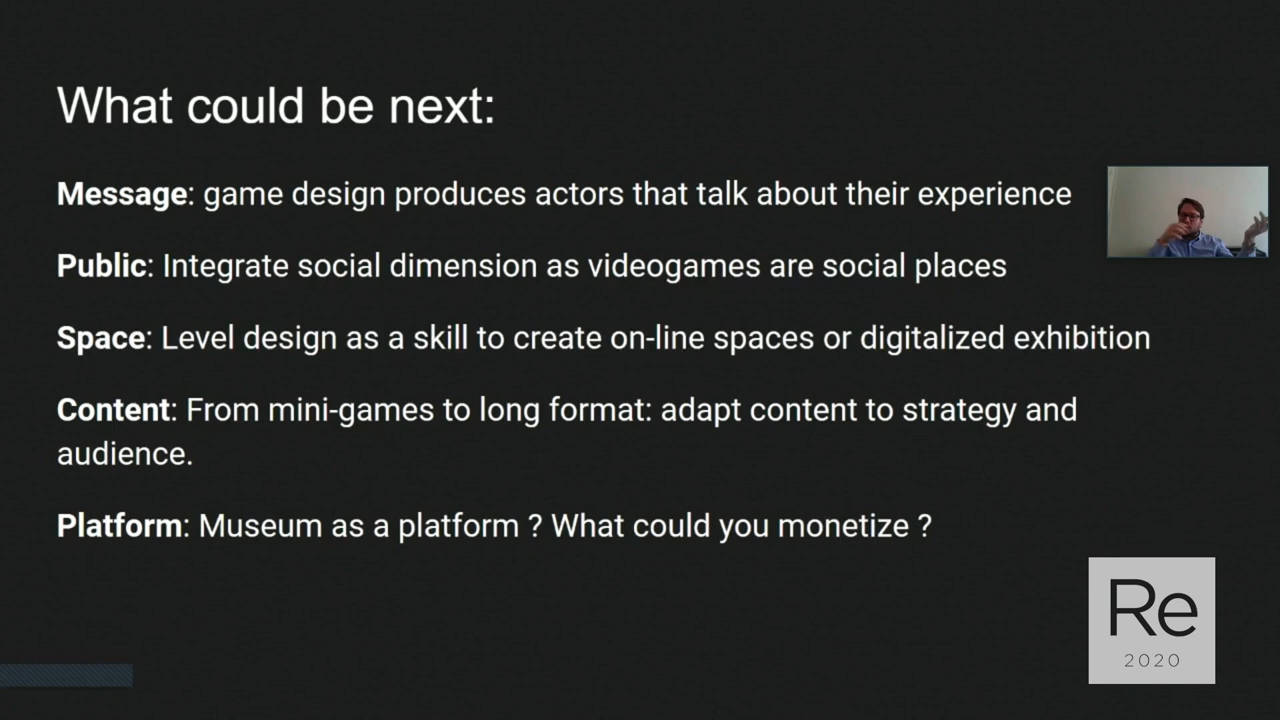 What could be next:
Message: game design produces actors that talk about their experience
Public: Integrate social dimension as videogames are social places
Space: Level design as a skill to create on-line spaces or digitalized exhibition
Content: From mini-games to long format: adapt content to strategy and
audience.
Platform: Museum as a platform ? What could you monetize ?
Re
2020